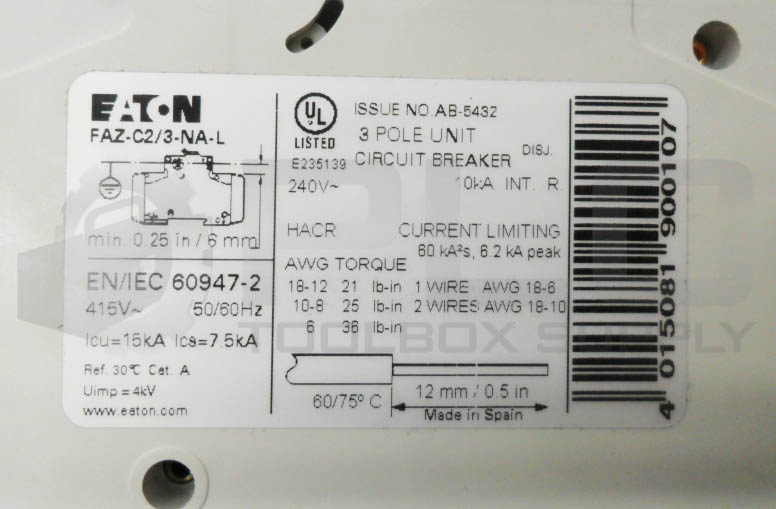 EATON
FAZ-C2/3-NA-L
min. 0.25 in / 6 mm
EN/IEC 60947-2
415V~ 50/60Hz
Icu=15kA Ics=7.5kA
Ref. 30°C Cat. A
Uimp = 4kV
www.eaton.com
UL
LISTED
E235139
240V~
ISSUE NO. AB-5432
3 POLE UNIT
CIRCUIT BREAKER DISJ.
10kA INT. R.
HACR CURRENT LIMITING
60 kA²s, 6.2 kA peak
AWG TORQUE
18-12 21 lb-in 1 WIRE AWG 18-6
10-8 25 lb-in 2 WIRES AWG 18-10
6 36 lb-in
60/75° C
12 mm / 0.5 in
Made in Spain
4 015081 900107
PLC
TOOLBOX SUPPLY